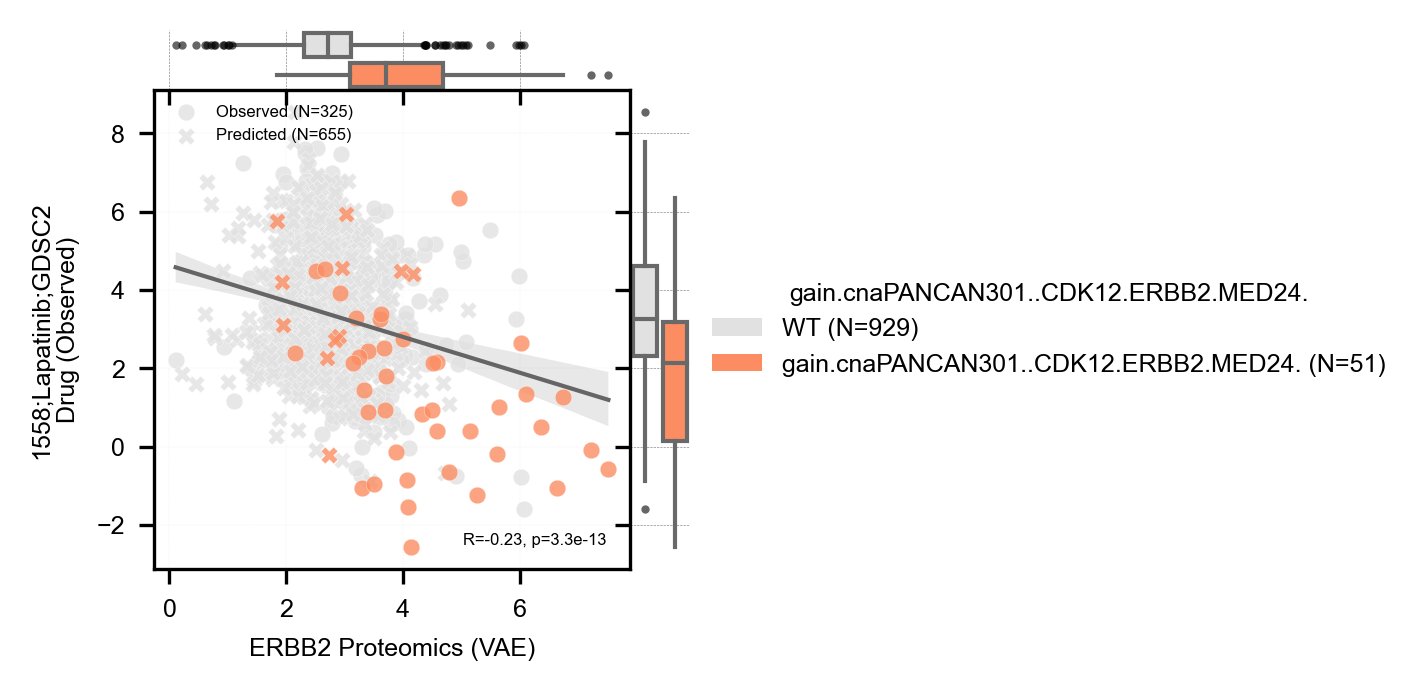 Observed (N=325)
Predicted (N=655)
8
6
4
2
0
−2
1558;Lapatinib;GDSC2
Drug (Observed)
R=-0.23, p=3.3e-13
0
2
4
6
ERBB2 Proteomics (VAE)
gain.cnaPANCAN301..CDK12.ERBB2.MED24.
WT (N=929)
gain.cnaPANCAN301..CDK12.ERBB2.MED24. (N=51)